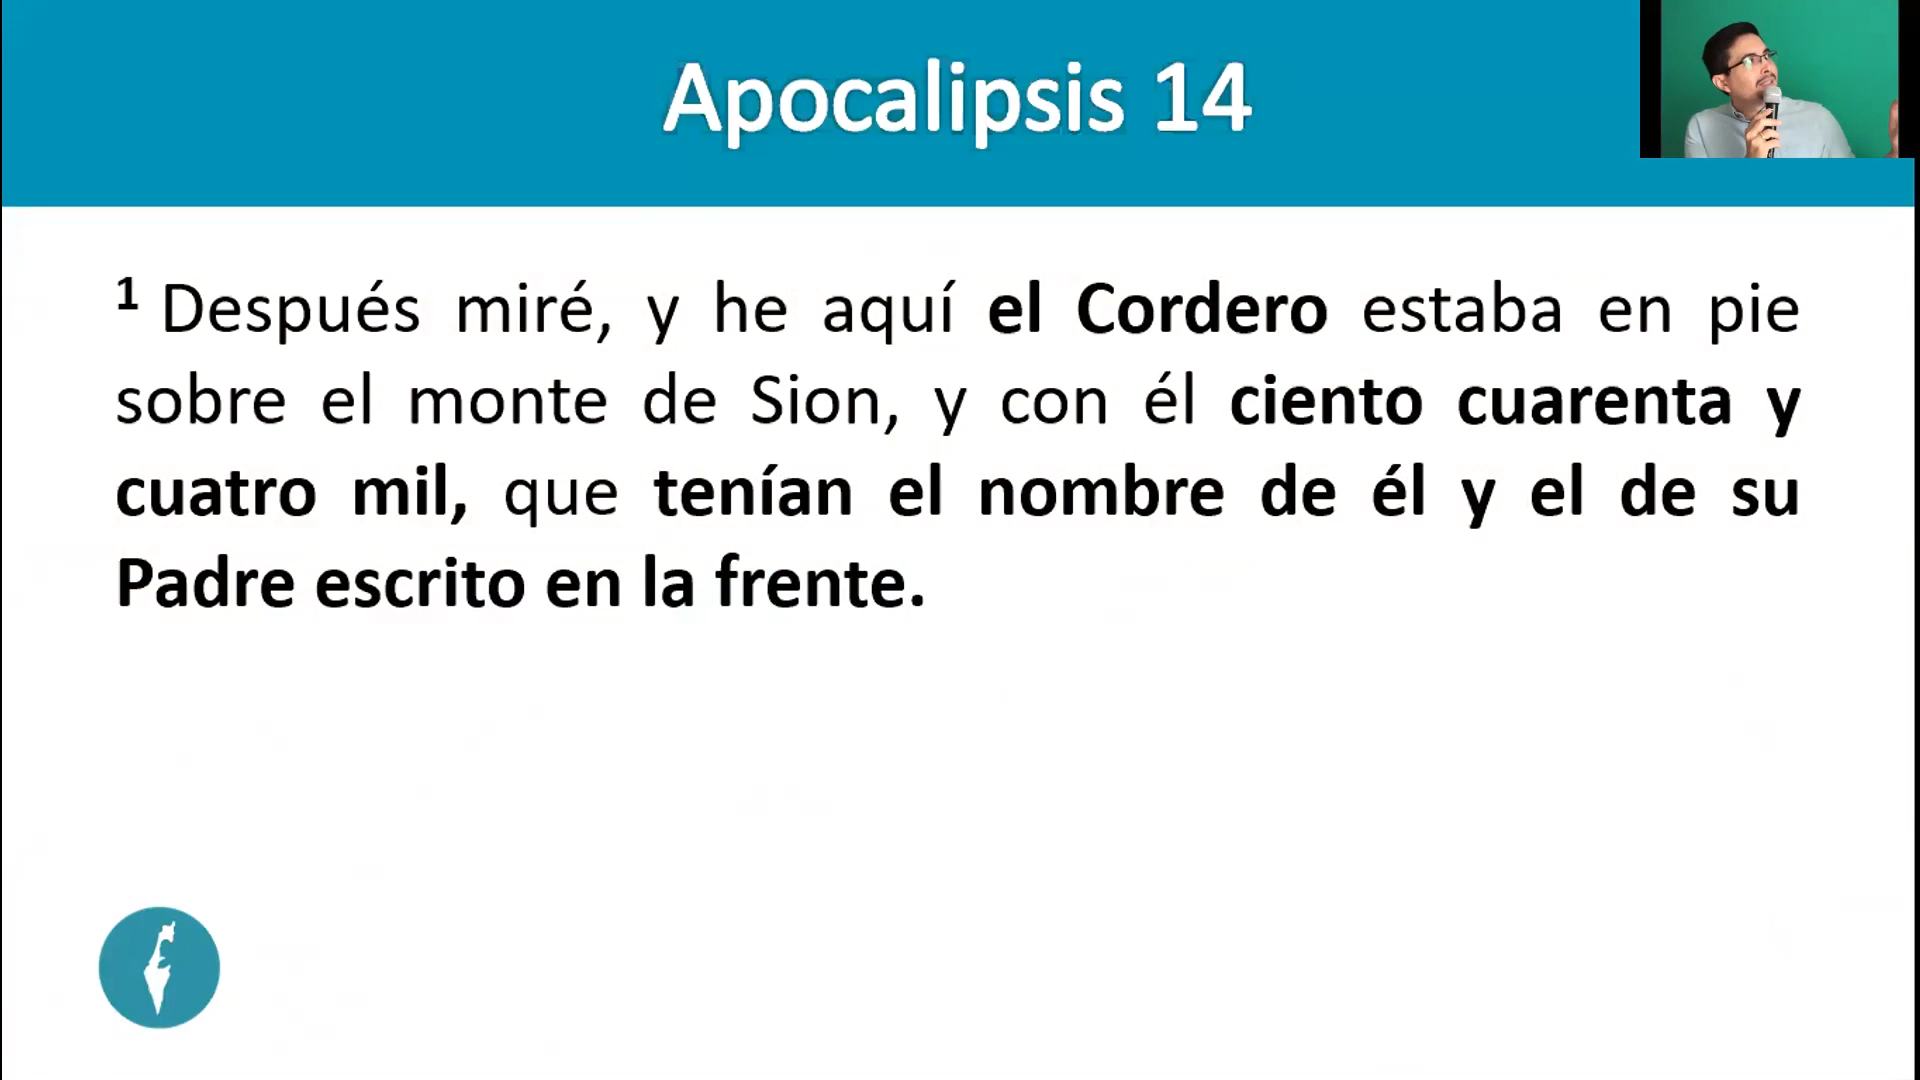 Apocalipsis 14
1 Después miré, y he aquí el Cordero estaba en pie
sobre el monte de Sion, y con él ciento cuarenta y
cuatro mil, que tenían el nombre de él y el de su
Padre escrito en la frente.